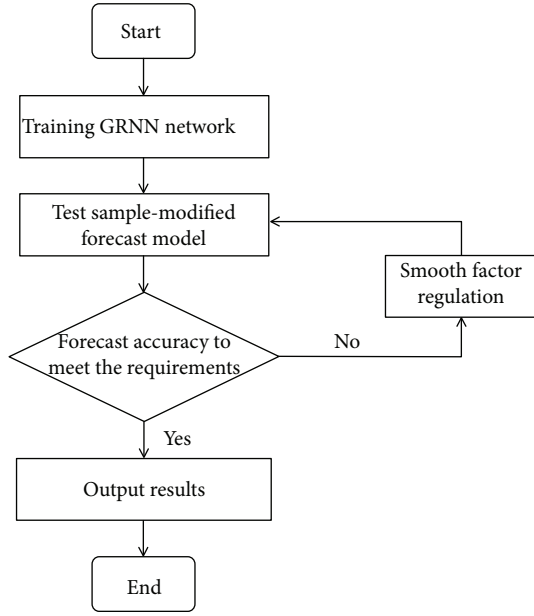 Start
Training GRNN network
Test sample-modified
forecast model
Smooth factor
regulation
Forecast accuracy to
meet the requirements
No
Yes
Output results
End